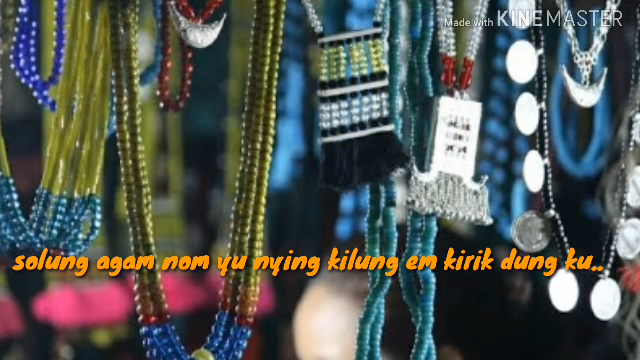 Made with KINEMASTER
solung agam nom yu nying kilung em kirik dung ku..